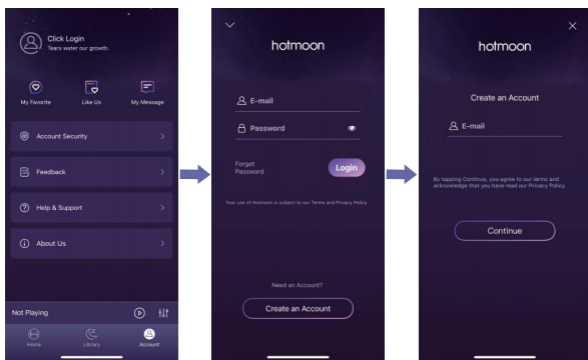 Click Login
Tears water our growth.
My Favorite
Like Us
My Message
Account Security
Feedback
Help & Support
About Us
Not Playing
Home
Library
Account
hotmoon
E-mail
Password
Forget
Password
Login
Your use of Hotmoon is subject to our Terms and Privacy Policy.
Need an Account?
Create an Account
hotmoon
Create an Account
E-mail
By tapping Continue, you agree to our terms and
acknowledge that you have read our Privacy Policy.
Continue